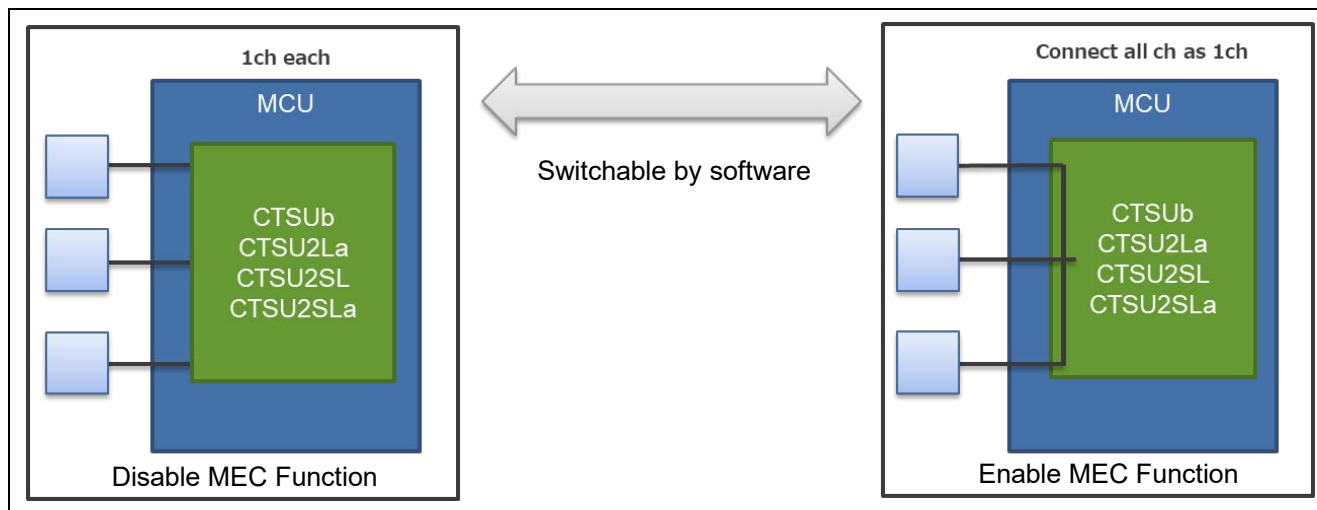 1ch each
MCU
CTSUb
CTSU2La
CTSU2SL
CTSU2SLa
Disable MEC Function
Switchable by software
Connect all ch as 1ch
MCU
CTSUb
CTSU2La
CTSU2SL
CTSU2SLa
Enable MEC Function